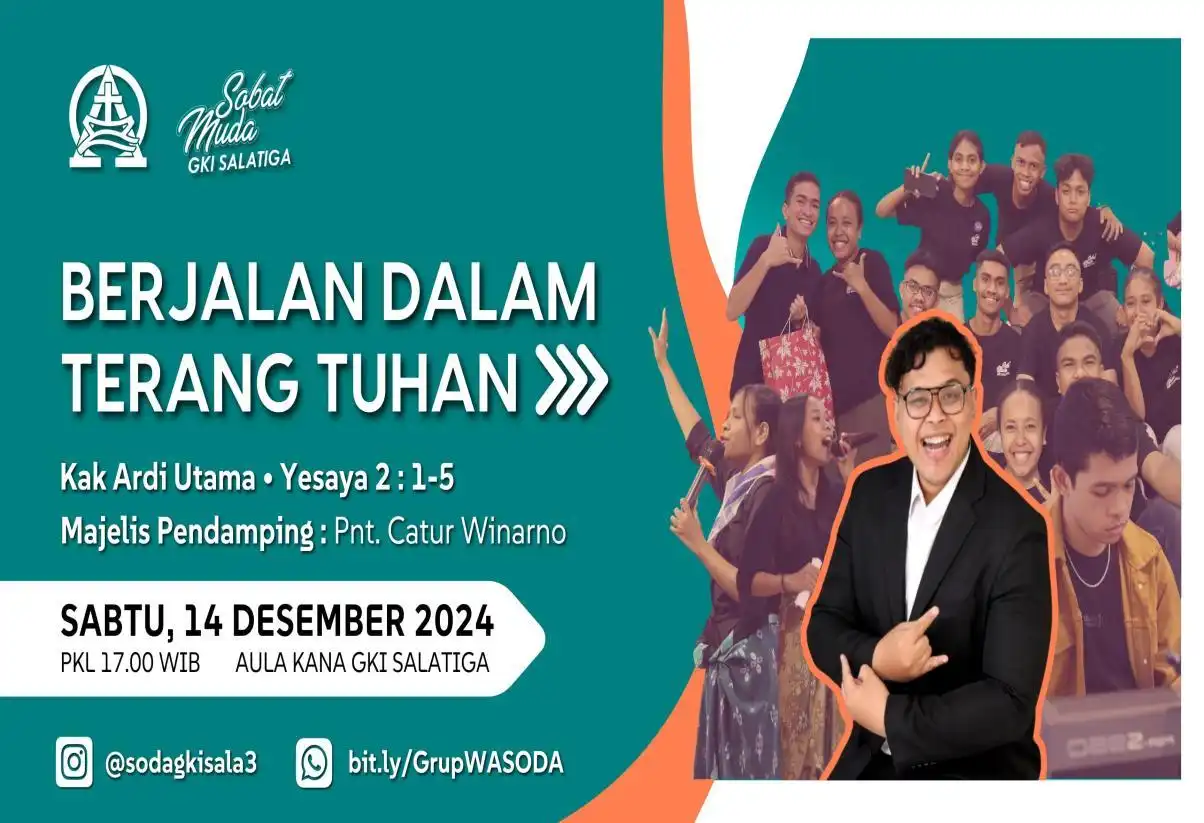 Sobat
Muda
GKI SALATIGA
BERJALAN DALAM
TERANG TUHAN
Kak Ardi Utama • Yesaya 2 : 1-5
Majelis Pendamping : Pnt. Catur Winarno
SABTU, 14 DESEMBER 2024
PKL 17.00 WIB AULA KANA GKI SALATIGA
@sodagkisala3 bit.ly/GrupWASODA